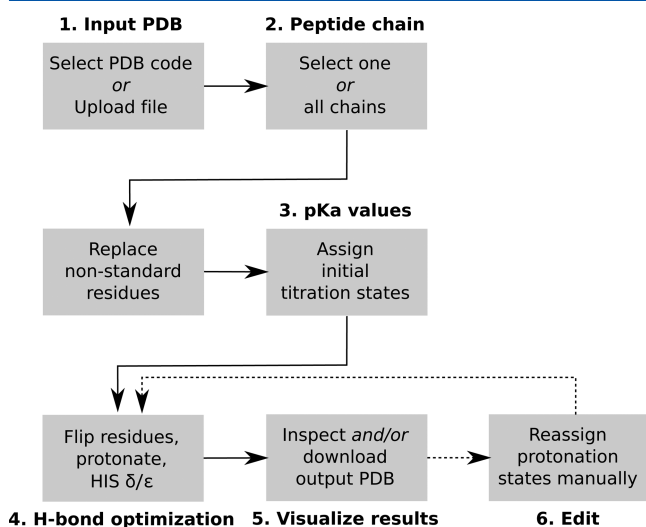 1. Input PDB
2. Peptide chain
Select PDB code
or
Upload file
Select one
or
all chains
3. pKa values
Replace
non-standard
residues
Assign
initial
titration states
Flip residues,
protonate,
HIS δ/ε
Inspect and/or
download
output PDB
Reassign
protonation
states manually
4. H-bond optimization
5. Visualize results
6. Edit